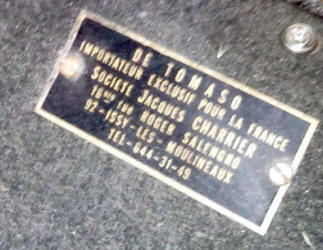 DE TOMASO
IMPORTATEUR EXCLUSIF POUR LA FRANCE
SOCIETE JACQUES CHARRIER
RUE ROGER SALENGRO
92-ISSY-LES-MOULINEAUX
TEL-644-31-49